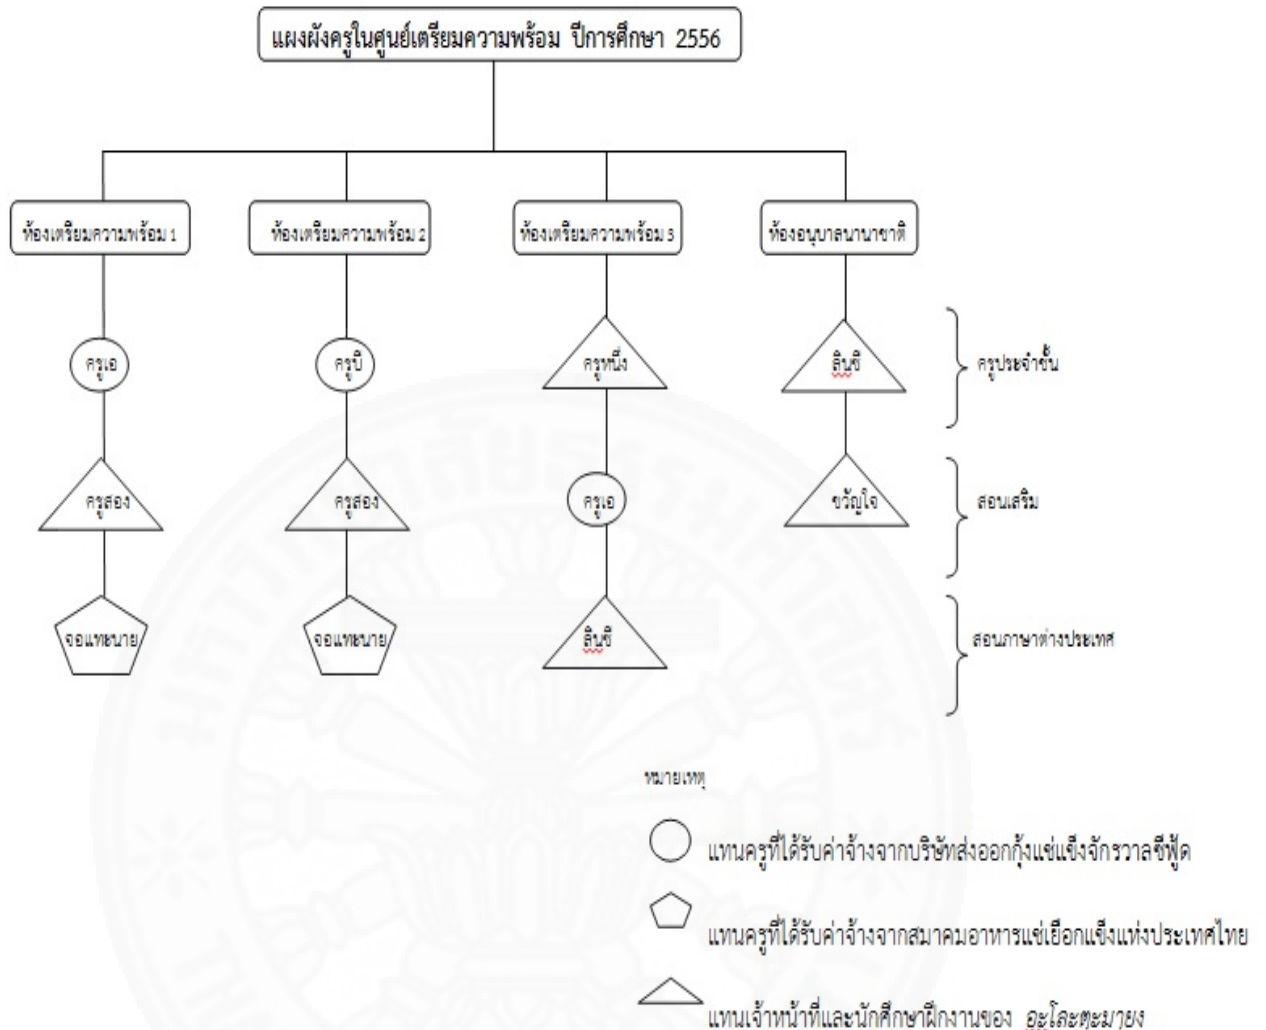 แผงผังครูในศูนย์เตรียมความพร้อม ปีการศึกษา 2556
ห้องเตรียมความพร้อม 1
ห้องเตรียมความพร้อม 2
ห้องเตรียมความพร้อม 3
ห้องอนุบาลนานาชาติ
ครูเอ
ครูบี
ครูหนึ่ง
ลินซี
ครูประจำชั้น
ครูสอง
ครูสอง
ครูเอ
ขวัญใจ
สอนเสริม
จอแทะนาย
จอแทะนาย
ลินซี
สอนภาษาต่างประเทศ
หมายเหตุ
แทนครูที่ได้รับค่าจ้างจากบริษัทส่งออกกุ้งแช่แข็งจักรวาลซีฟู้ด
แทนครูที่ได้รับค่าจ้างจากสมาคมอาหารแช่เยือกแข็งแห่งประเทศไทย
แทนเจ้าหน้าที่และนักศึกษาฝึกงานของ อะโละตะมายง